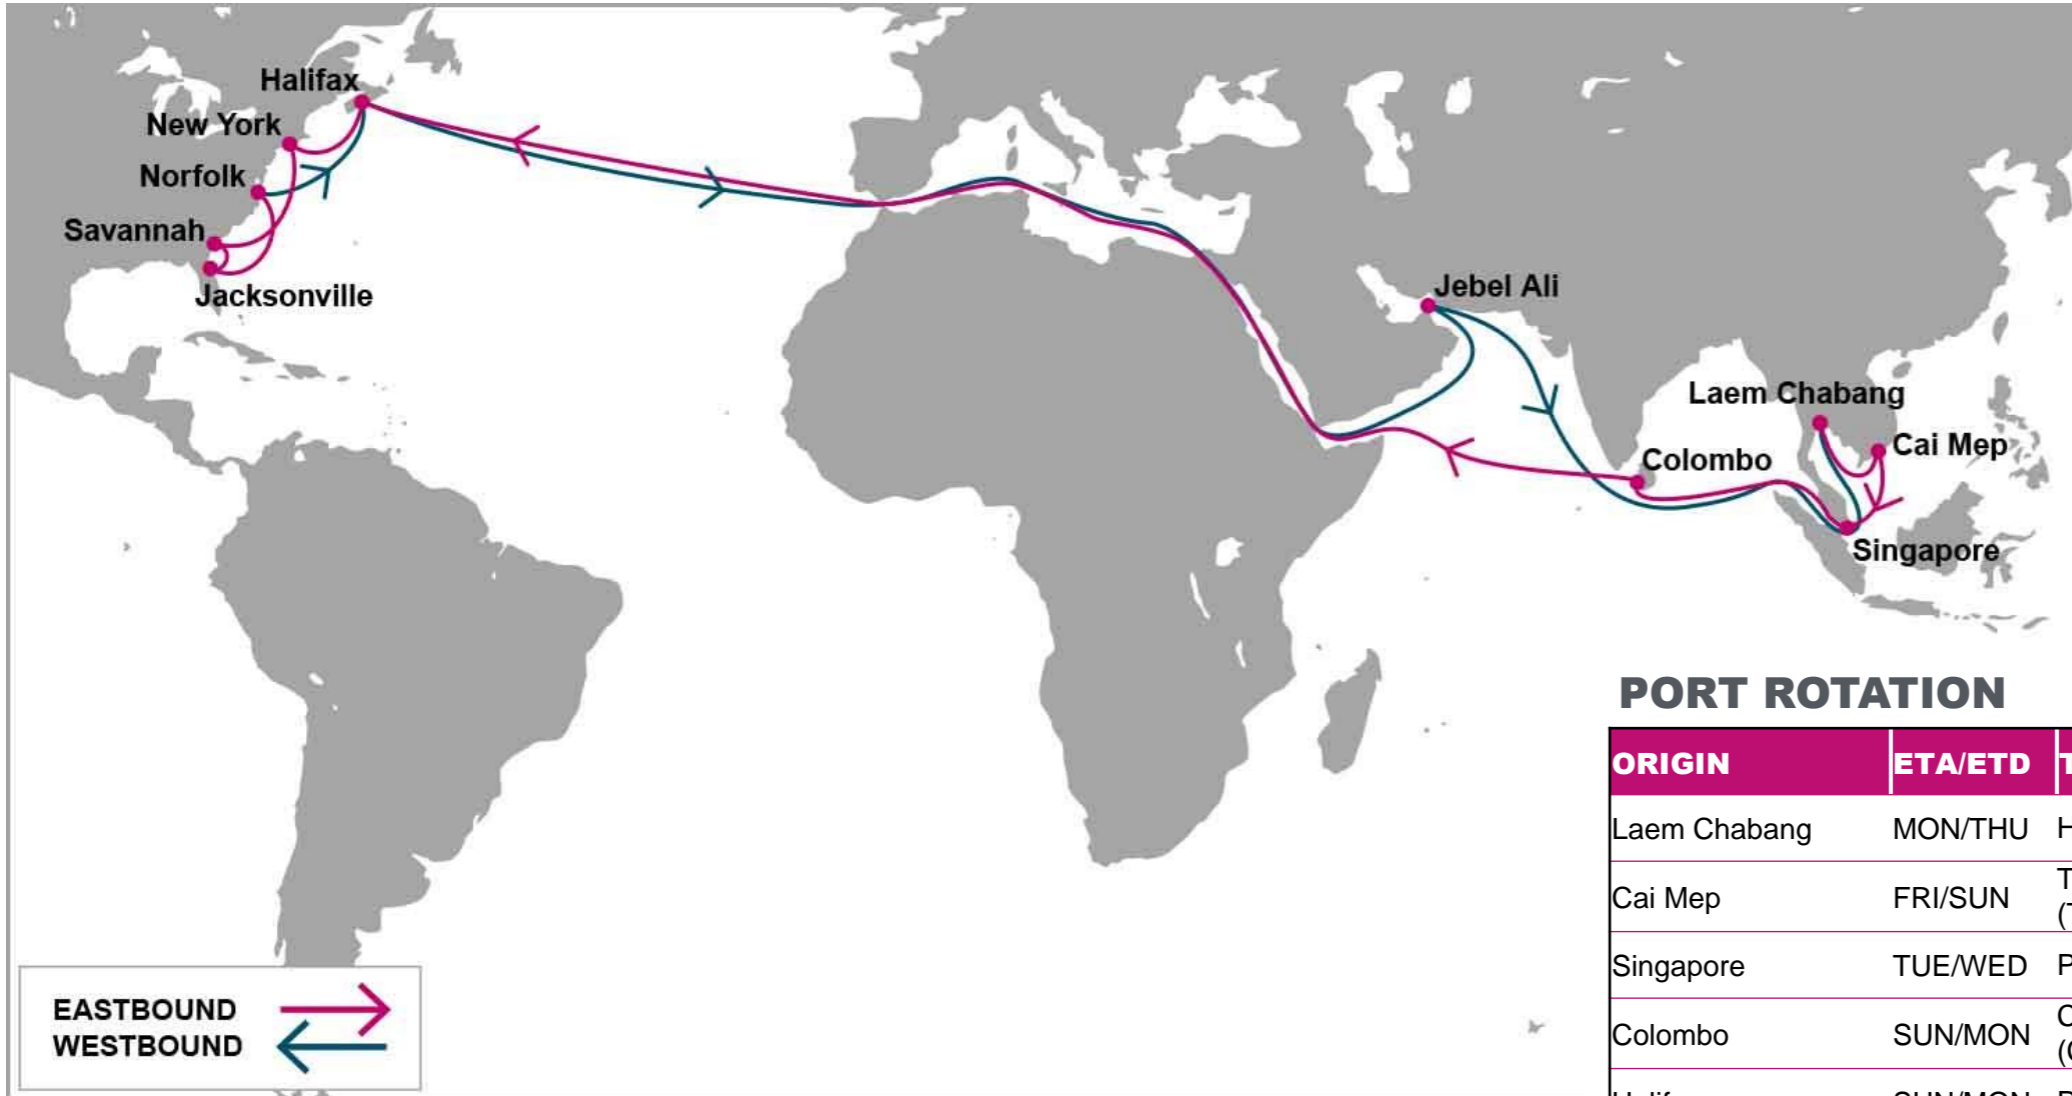 Halifax
New York
Norfolk
Savannah
Jacksonville
Jebel Ali
Laem Chabang
Cai Mep
Colombo
Singapore
PORT ROTATION
ORIGIN ETA/ETD
Laem Chabang MON/THU
Cai Mep FRI/SUN
Singapore TUE/WED
Colombo SUN/MON
EASTBOUND
WESTBOUND